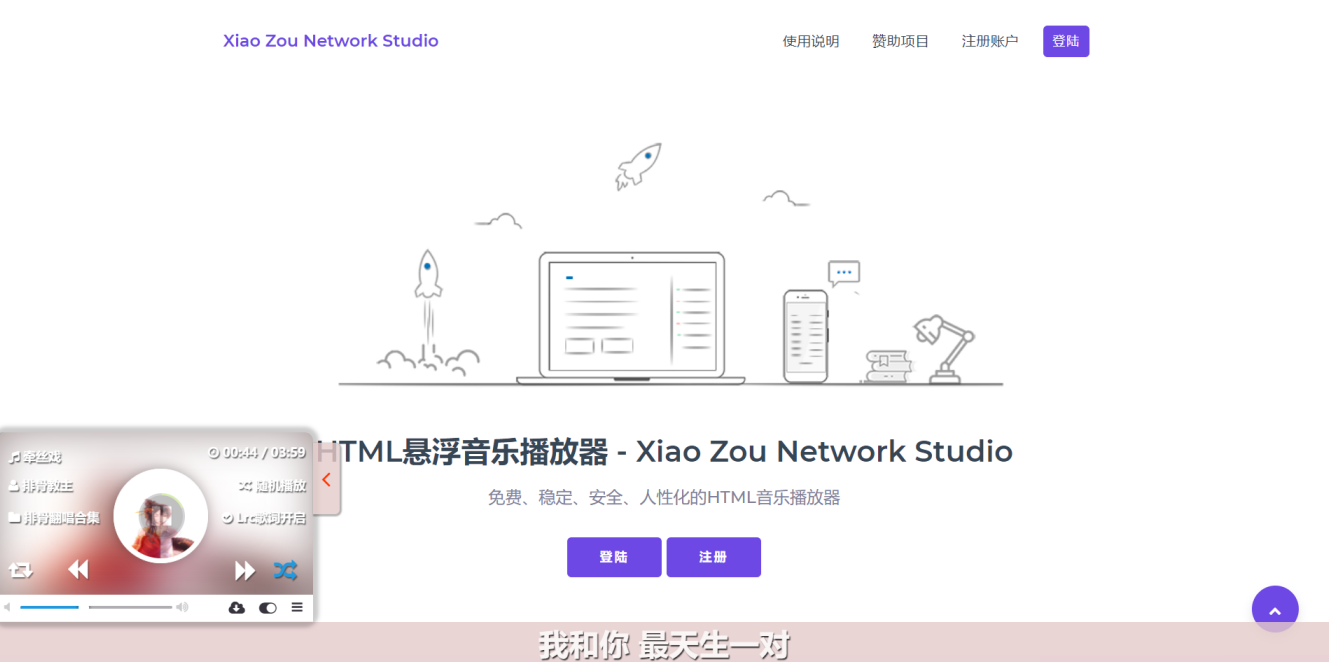 Xiao Zou Network Studio
使用说明 赞助项目 注册账户 登陆
HTML悬浮音乐播放器 - Xiao Zou Network Studio
免费、稳定、安全、人性化的HTML音乐播放器
登陆 注册
牵丝戏 00:44 / 03:59
排骨教主 随机播放
排骨翻唱合集 Lrc歌词开启
我和你 最天生一对